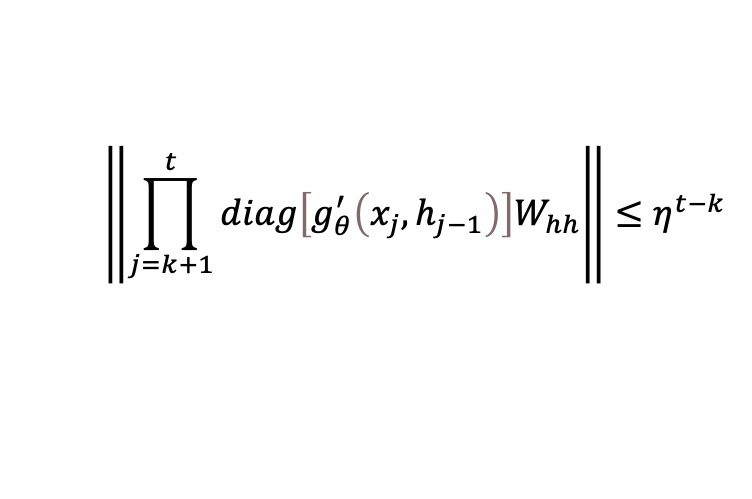 ‖∏_{j=k+1}^{t} diag[g′_θ(x_j, h_{j−1})]W_{hh}‖ ≤ η^{t−k}